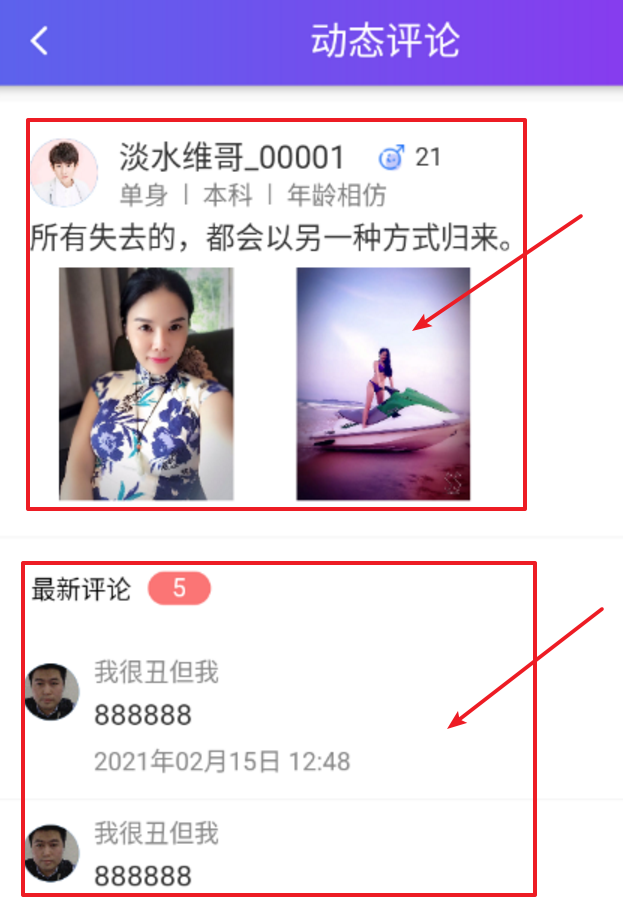 动态评论
淡水维哥_00001 21
单身 | 本科 | 年龄相仿
所有失去的，都会以另一种方式归来。
最新评论 5
我很丑但我
888888
2021年02月15日 12:48
我很丑但我
888888